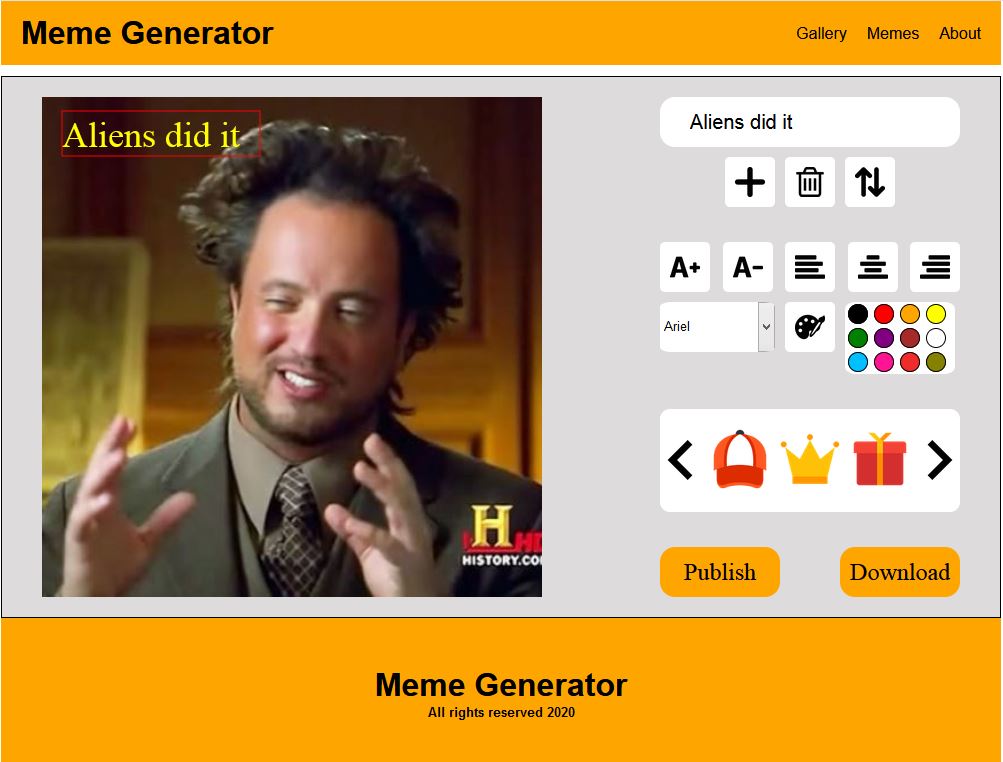 Meme Generator
Gallery Memes About
Aliens did it
Aliens did it
A+ A-
Ariel
H HD
HISTORY.CO
Publish Download
Meme Generator
All rights reserved 2020